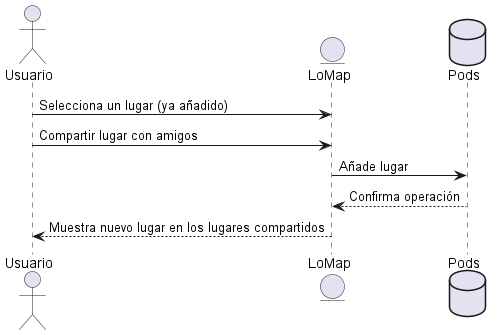 Usuario
LoMap
Pods
Selecciona un lugar (ya añadido)
Compartir lugar con amigos
Añade lugar
Confirma operación
Muestra nuevo lugar en los lugares compartidos
Usuario
LoMap
Pods